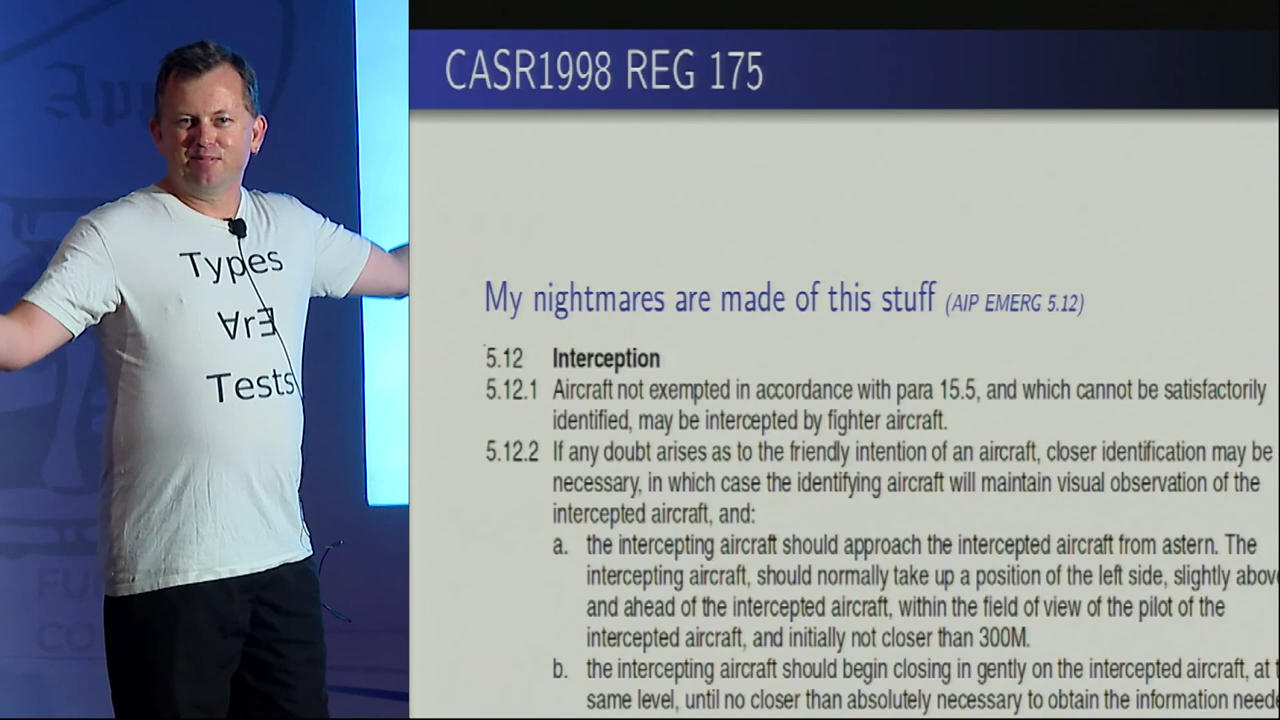 Types
∀rƎ
Tests
FU
CO
CASR1998 REG 175
My nightmares are made of this stuff (AIP EMERG 5.12)
5.12 Interception
5.12.1 Aircraft not exempted in accordance with para 15.5, and which cannot be satisfactorily
identified, may be intercepted by fighter aircraft.
5.12.2 If any doubt arises as to the friendly intention of an aircraft, closer identification may be
necessary, in which case the identifying aircraft will maintain visual observation of the
intercepted aircraft, and:
a. the intercepting aircraft should approach the intercepted aircraft from astern. The
intercepting aircraft, should normally take up a position of the left side, slightly abov
and ahead of the intercepted aircraft, within the field of view of the pilot of the
intercepted aircraft, and initially not closer than 300M.
b. the intercepting aircraft should begin closing in gently on the intercepted aircraft, at
same level, until no closer than absolutely necessary to obtain the information need